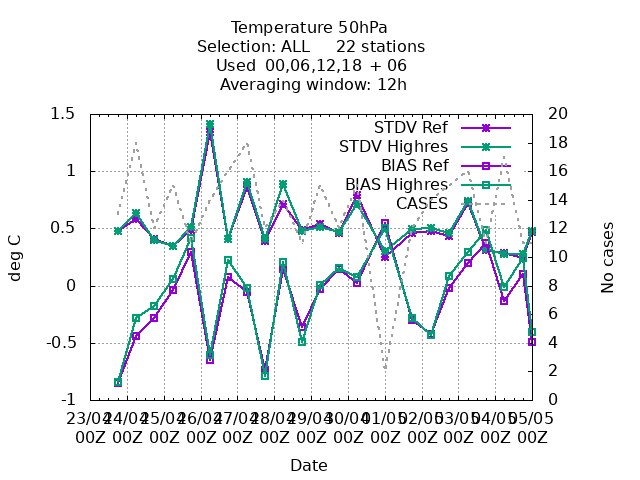 Temperature 50hPa
Selection: ALL     22 stations
Used  00,06,12,18 + 06
Averaging window: 12h
STDV Ref
STDV Highres
BIAS Ref
BIAS Highres
CASES
1.5
1
0.5
0
-0.5
-1
deg C
20
18
16
14
12
10
8
6
4
2
0
No cases
23/04 24/04 25/04 26/04 27/04 28/04 29/04 30/04 01/05 02/05 03/05 04/05 05/05
00Z 00Z 00Z 00Z 00Z 00Z 00Z 00Z 00Z 00Z 00Z 00Z 00Z
Date